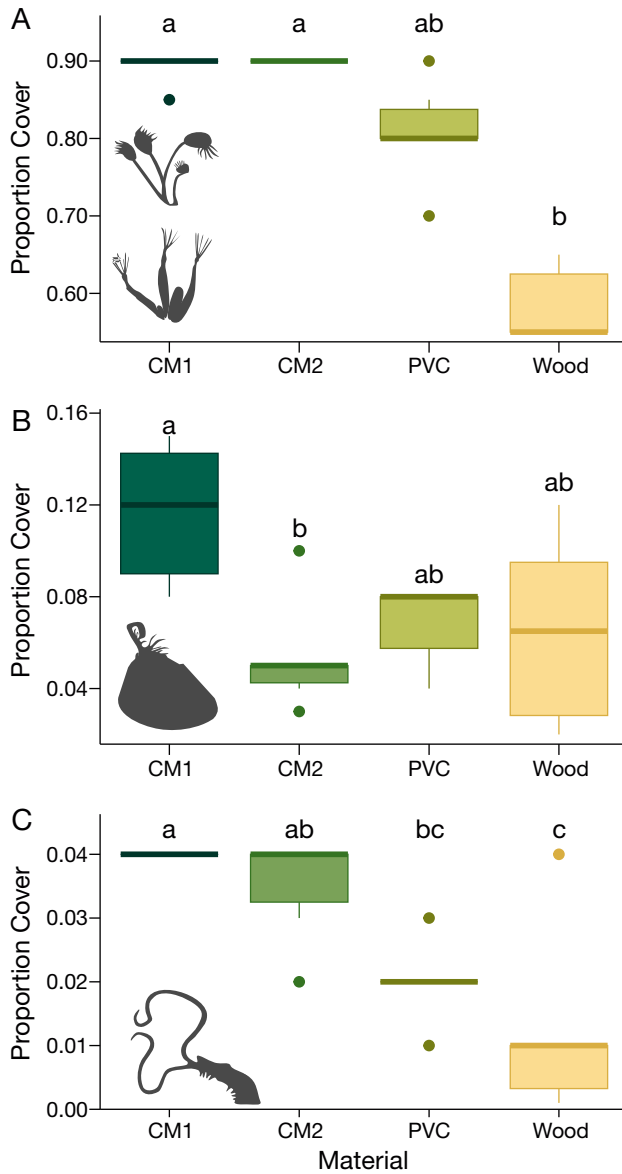 A
a
a
ab
b
Proportion Cover
0.90
0.80
0.70
0.60
CM1
CM2
PVC
Wood
B
a
b
ab
ab
Proportion Cover
0.16
0.12
0.08
0.04
CM1
CM2
PVC
Wood
C
a
ab
bc
c
Proportion Cover
0.04
0.03
0.02
0.01
0.00
CM1
CM2
PVC
Wood
Material